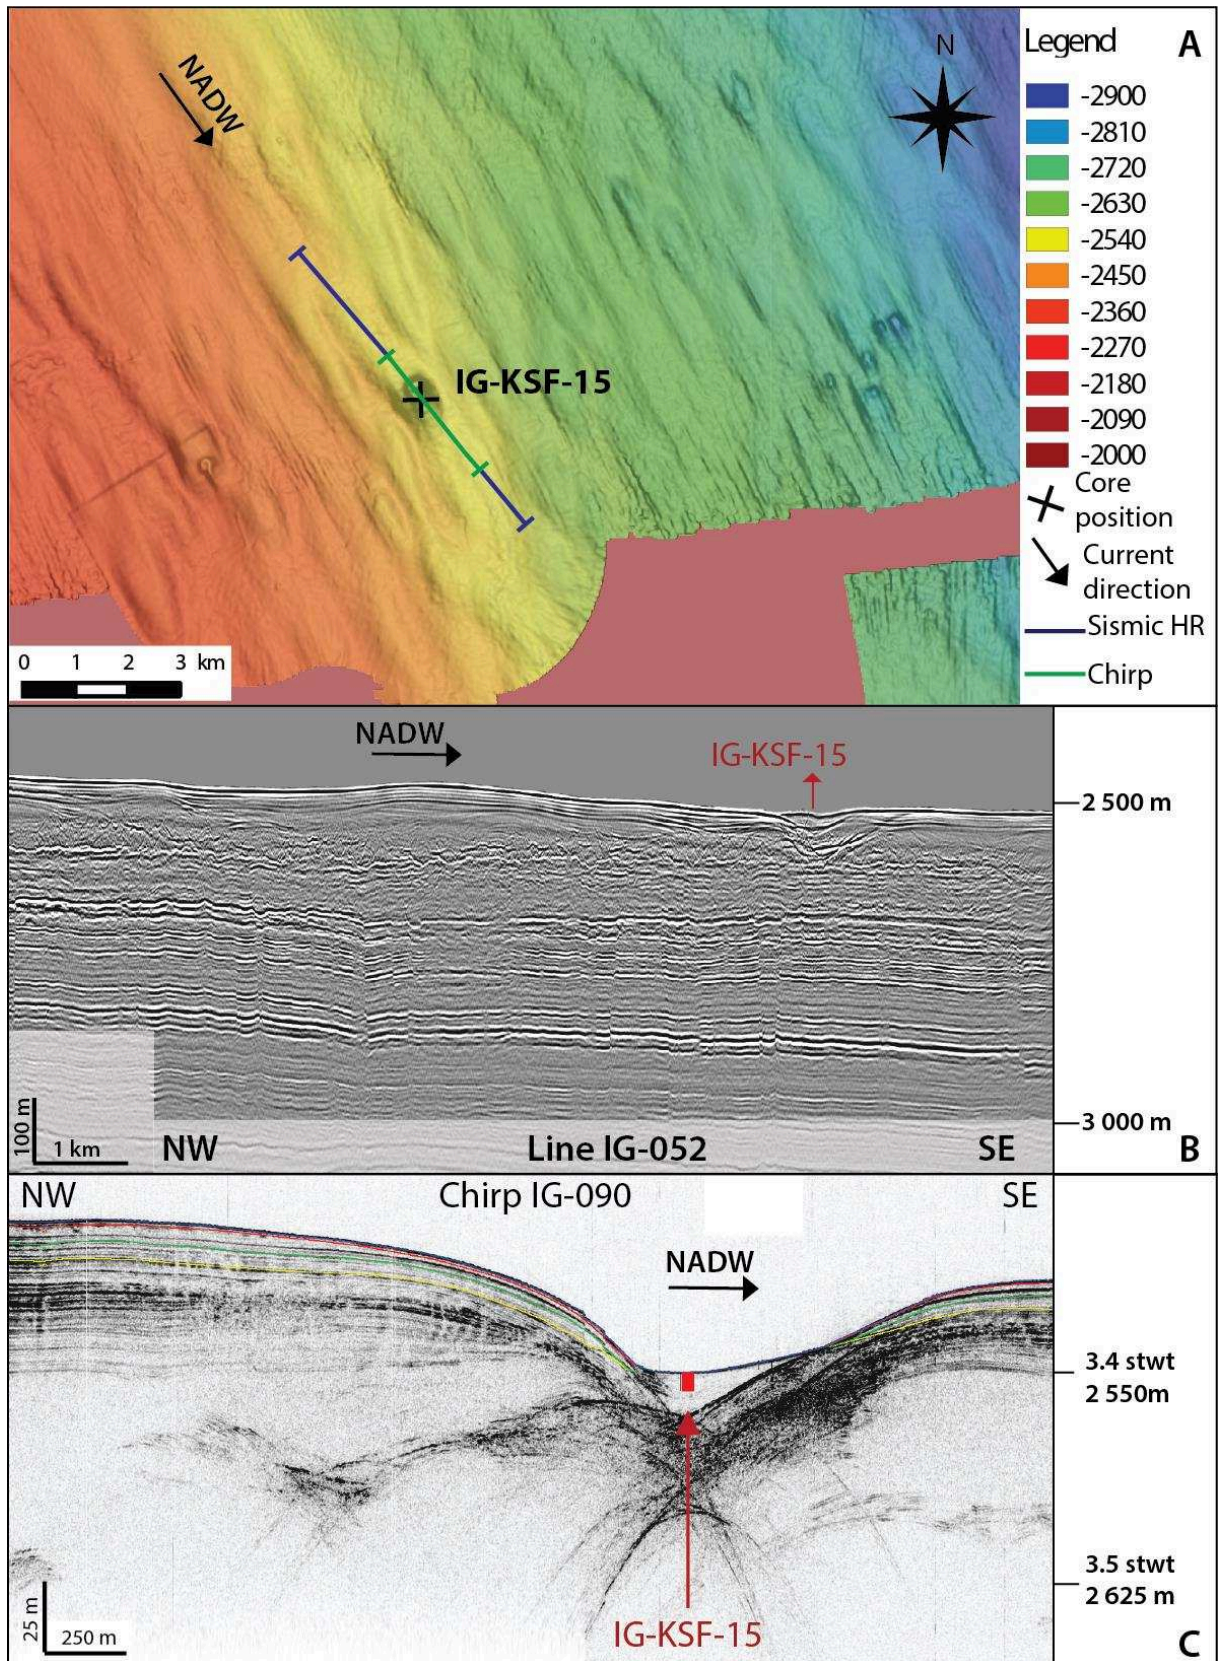 Legend
A
N
NADW
-2900
-2810
-2720
-2630
-2540
-2450
-2360
-2270
-2180
-2090
-2000
Core
position
Current
direction
Sismic HR
Chirp
IG-KSF-15
0 1 2 3 km
NADW
IG-KSF-15
2 500 m
3 000 m
100 m
1 km
NW
Line IG-052
SE
B
NW
Chirp IG-090
SE
NADW
3.4 stwt
2 550m
3.5 stwt
2 625 m
25 m
250 m
IG-KSF-15
C